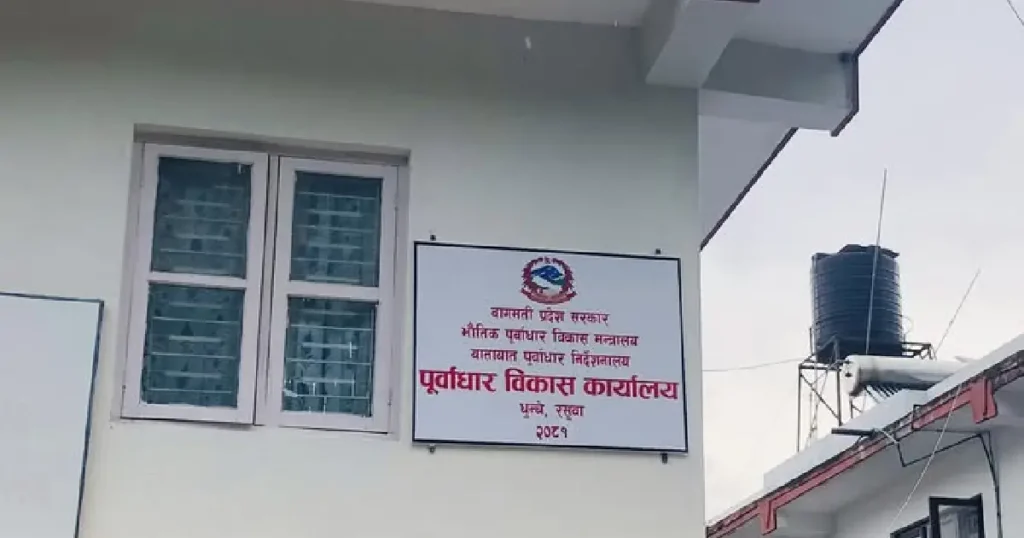 बागमती प्रदेश सरकार
भौतिक पूर्वाधार विकास मन्त्रालय
यातायात पूर्वाधार निर्देशनालय
पूर्वाधार विकास कार्यालय
धुन्चे, रसुवा
२०८१